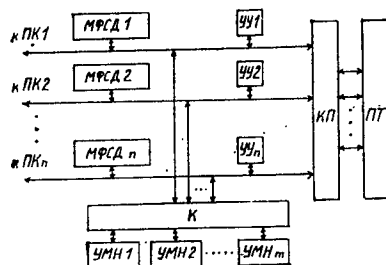 МФСД 1
УУ1
к ПК1
МФСД 2
УУ2
к ПК2
КП
ПТ
МФСД n
УУn
к ПКn
К
УМН 1
УМН 2
УМН m